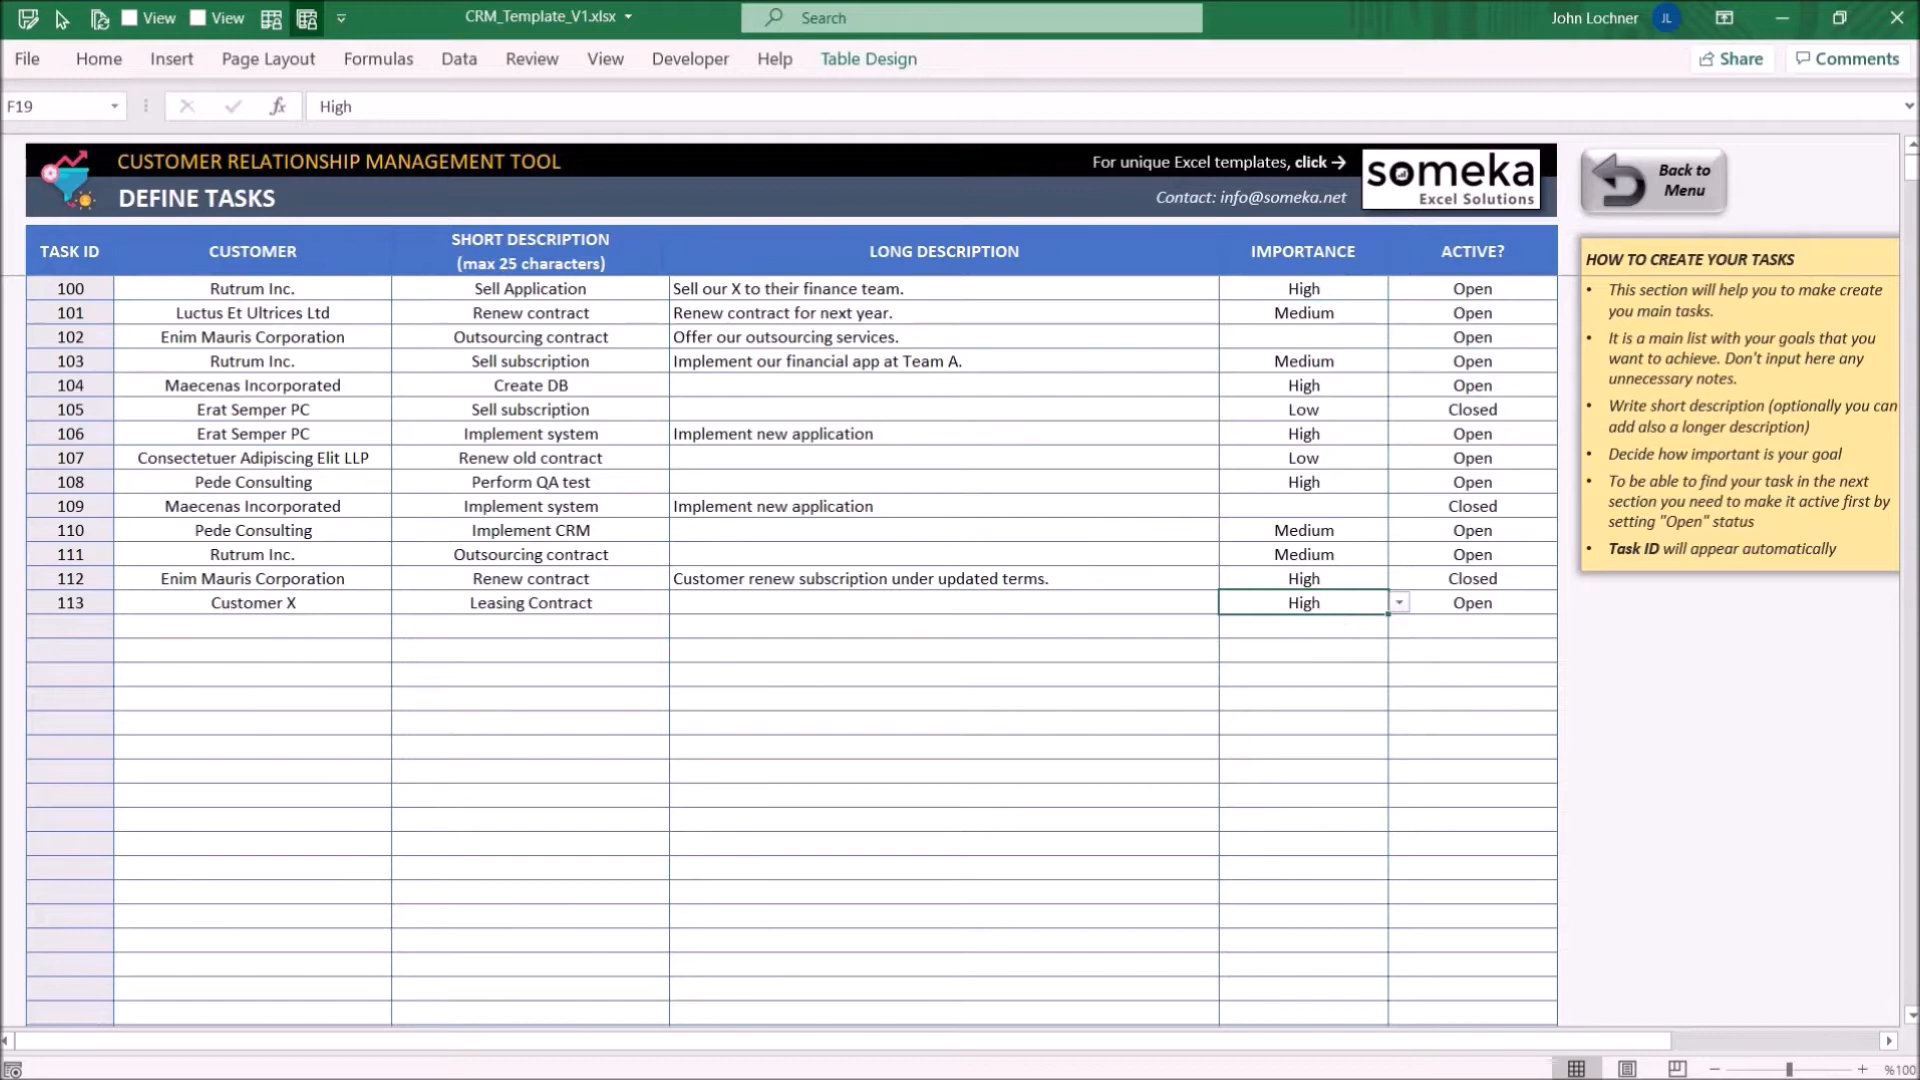 View View CRM_Template_V1.xlsx Search John Lochner JL
File Home Insert Page Layout Formulas Data Review View Developer Help Table Design Share Comments
F19 fx High
CUSTOMER RELATIONSHIP MANAGEMENT TOOL
DEFINE TASKS
For unique Excel templates, click →
Contact: info@someka.net
someka
Excel Solutions
Back to
Menu
TASK ID CUSTOMER SHORT DESCRIPTION (max 25 characters) LONG DESCRIPTION IMPORTANCE ACTIVE?
100 Rutrum Inc. Sell Application Sell our X to their finance team. High Open
101 Luctus Et Ultrices Ltd Renew contract Renew contract for next year. Medium Open
102 Enim Mauris Corporation Outsourcing contract Offer our outsourcing services. Open
103 Rutrum Inc. Sell subscription Implement our financial app at Team A. Medium Open
104 Maecenas Incorporated Create DB High Open
105 Erat Semper PC Sell subscription Low Closed
106 Erat Semper PC Implement system Implement new application High Open
107 Consectetuer Adipiscing Elit LLP Renew old contract Low Open
108 Pede Consulting Perform QA test High Open
109 Maecenas Incorporated Implement system Implement new application Closed
110 Pede Consulting Implement CRM Medium Open
111 Rutrum Inc. Outsourcing contract Medium Open
112 Enim Mauris Corporation Renew contract Customer renew subscription under updated terms. High Closed
113 Customer X Leasing Contract High Open
HOW TO CREATE YOUR TASKS
• This section will help you to make create
you main tasks.
• It is a main list with your goals that you
want to achieve. Don't input here any
unnecessary notes.
• Write short description (optionally you can
add also a longer description)
• Decide how important is your goal
• To be able to find your task in the next
section you need to make it active first by
setting "Open" status
• Task ID will appear automatically
%100